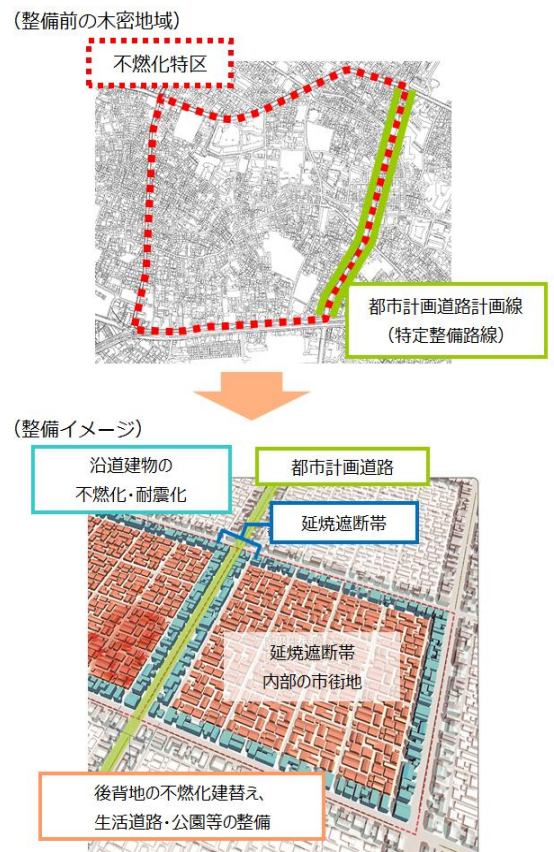 （整備前の木密地域）
不燃化特区
都市計画道路計画線
（特定整備路線）
（整備イメージ）
沿道建物の
不燃化・耐震化
都市計画道路
延焼遮断帯
延焼遮断帯
内部の市街地
後背地の不燃化建替え、
生活道路・公園等の整備